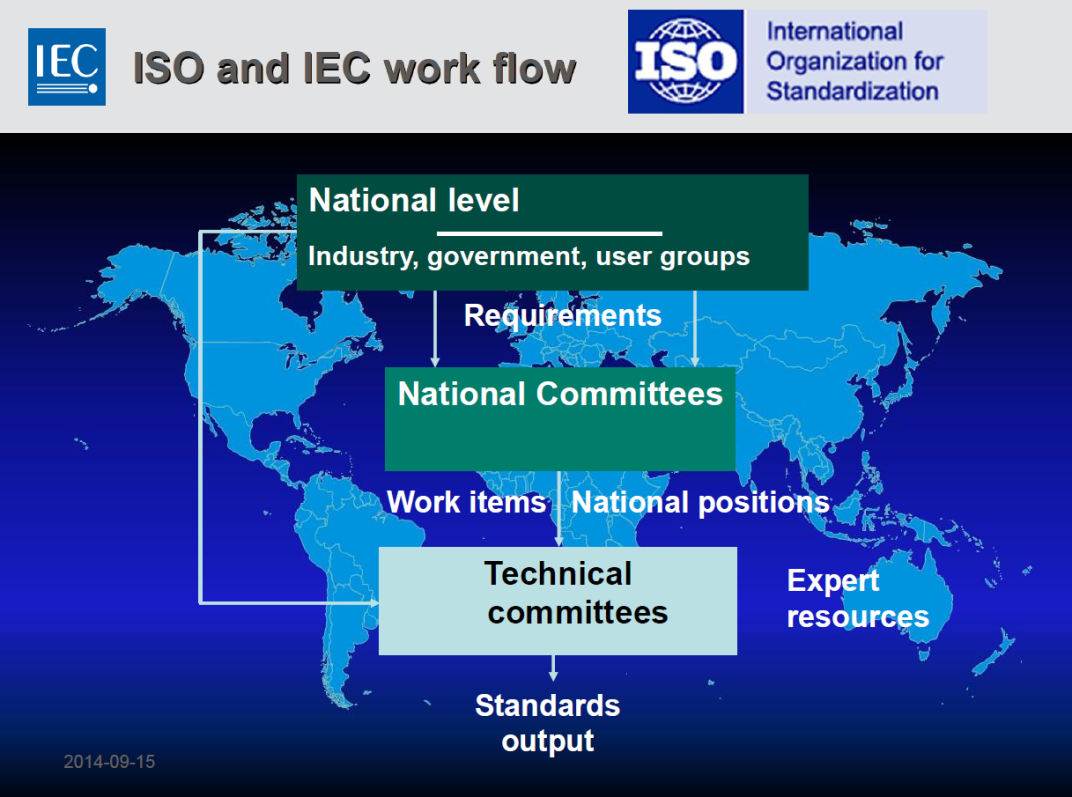 IEC
ISO and IEC work flow
ISO
International
Organization for
Standardization
National level
Industry, government, user groups
Requirements
National Committees
Work items
National positions
Technical
committees
Expert
resources
Standards
output
2014-09-15